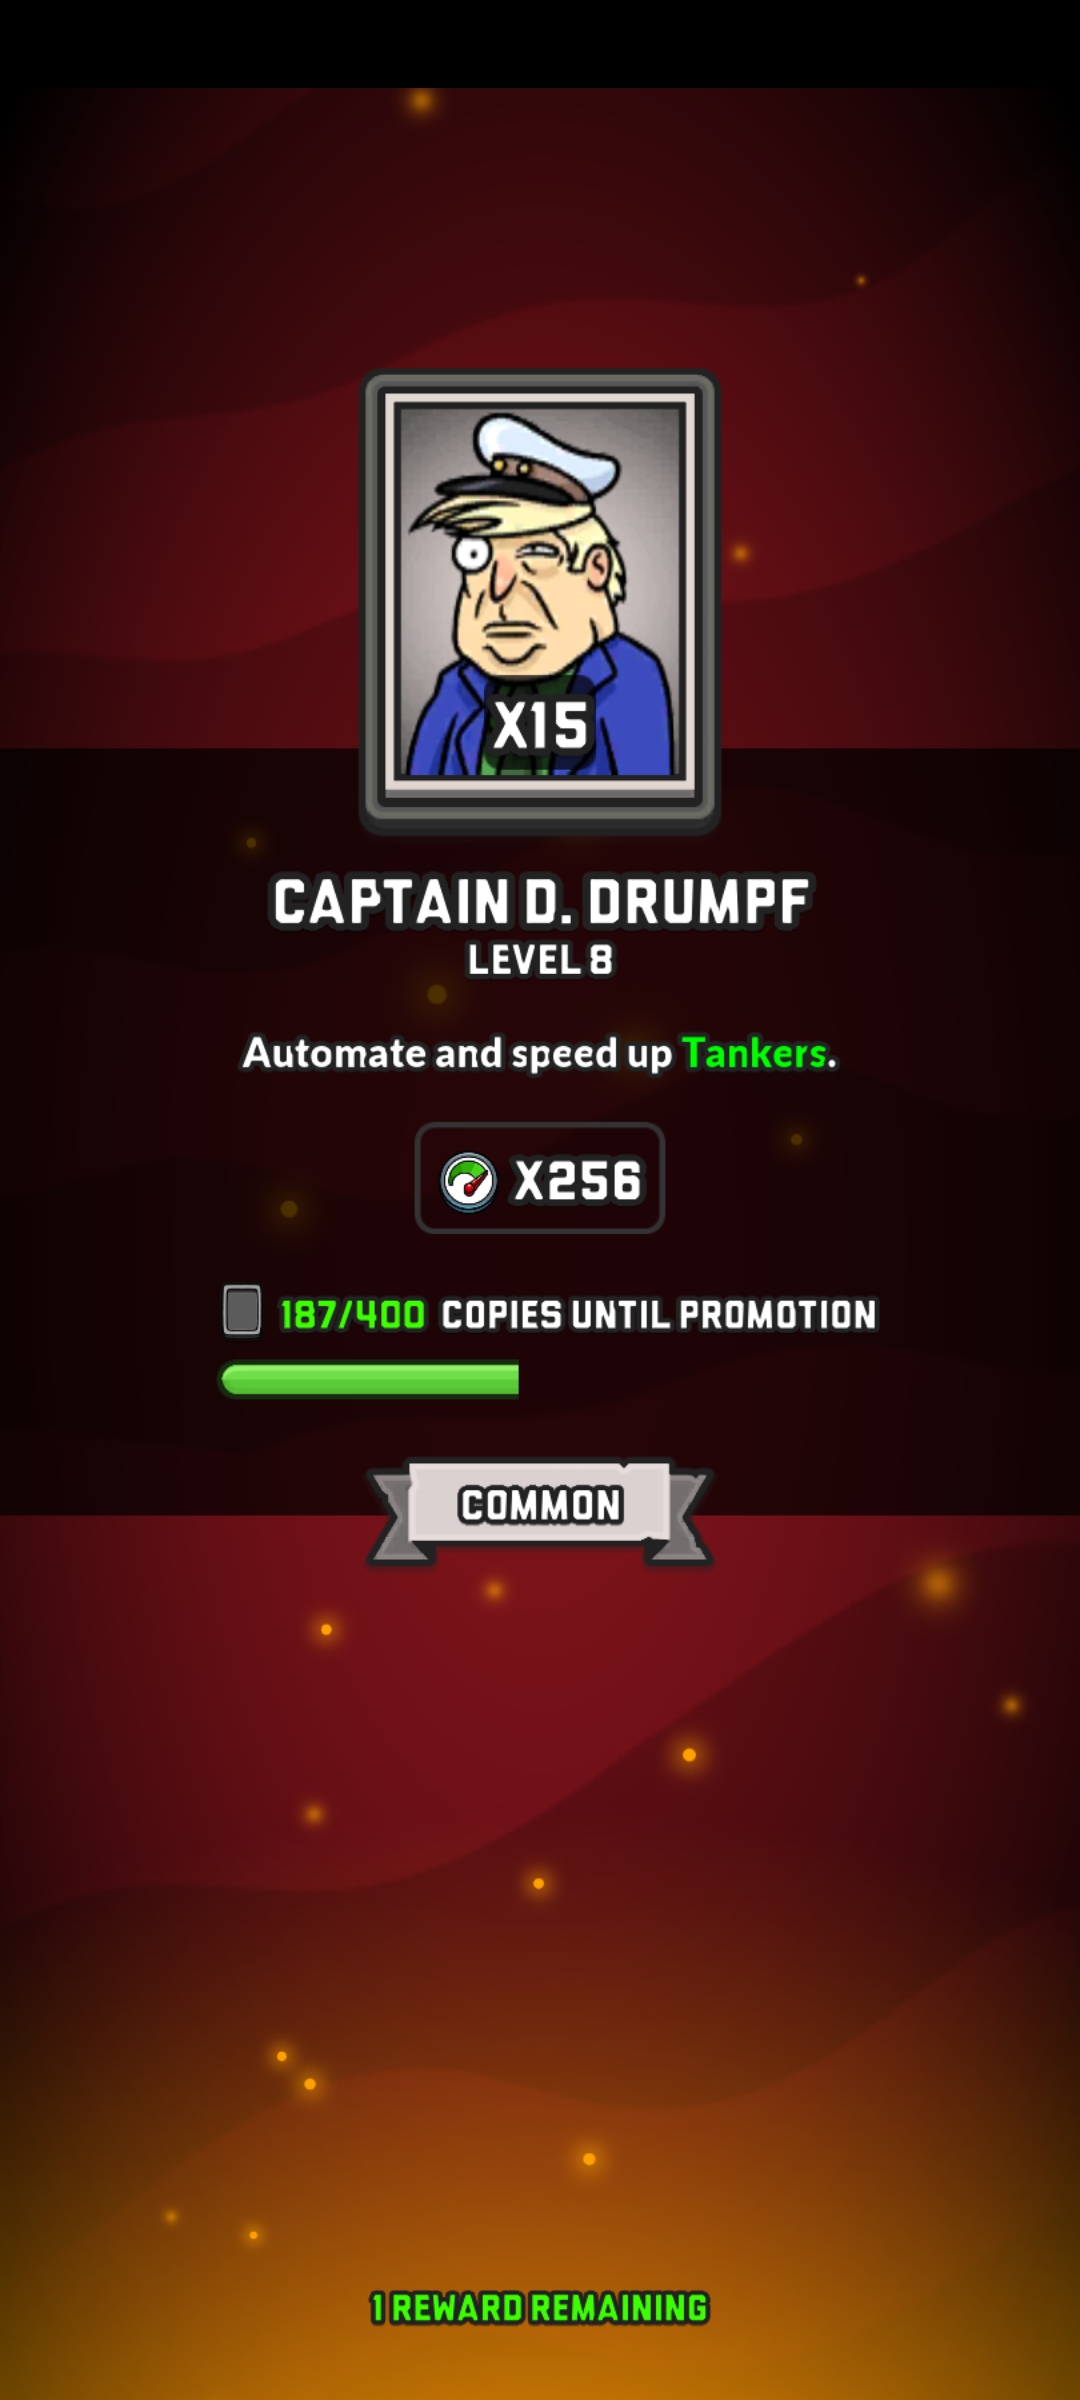 X15
CAPTAIN D. DRUMPF
LEVEL 8
Automate and speed up Tankers.
X256
187/400 COPIES UNTIL PROMOTION
COMMON
1 REWARD REMAINING